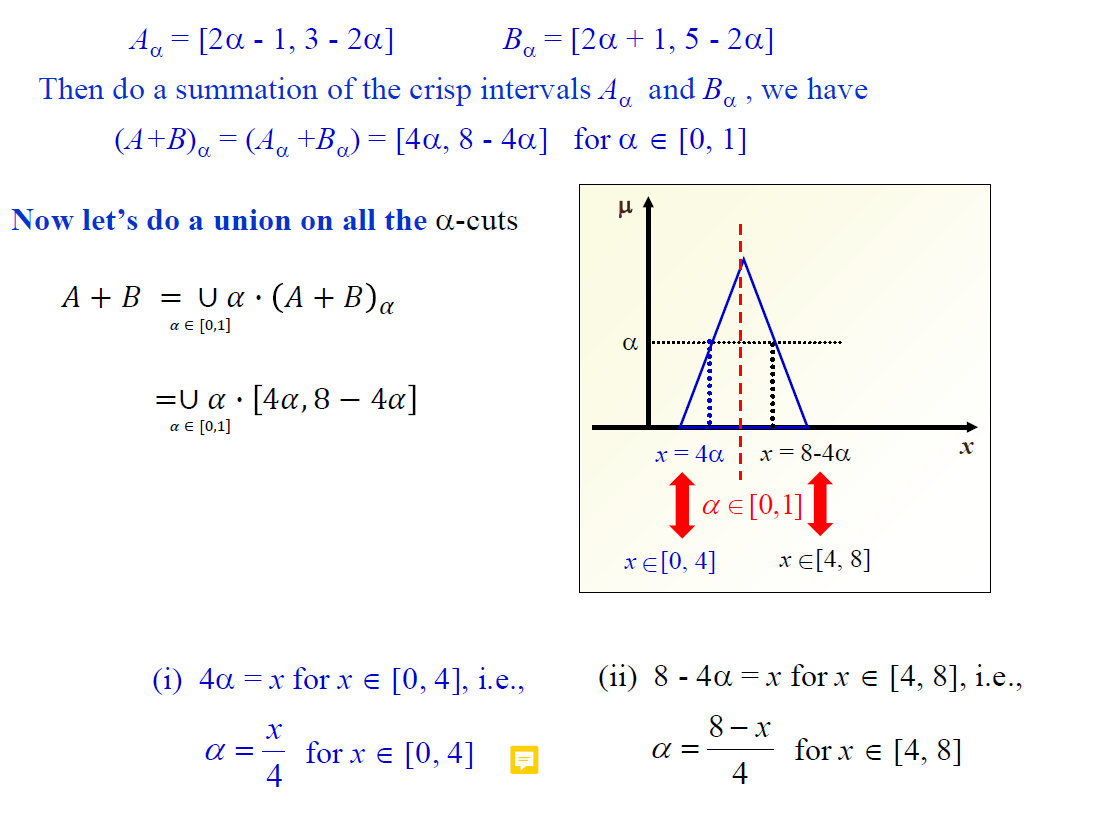 Aα = [2α - 1, 3 - 2α] Bα = [2α + 1, 5 - 2α]
Then do a summation of the crisp intervals Aα and Bα , we have
(A+B)α = (Aα +Bα) = [4α, 8 - 4α] for α ∈ [0, 1]
Now let’s do a union on all the α-cuts
A + B = ∪ α · (A + B)α
α ∈ [0,1]
=∪ α · [4α, 8 − 4α]
α ∈ [0,1]
μ
α
x = 4α x = 8-4α x
α ∈ [0,1]
x ∈[0, 4] x ∈[4, 8]
(i) 4α = x for x ∈ [0, 4], i.e.,
α = x/4 for x ∈ [0, 4]
(ii) 8 - 4α = x for x ∈ [4, 8], i.e.,
α = (8 − x)/4 for x ∈ [4, 8]